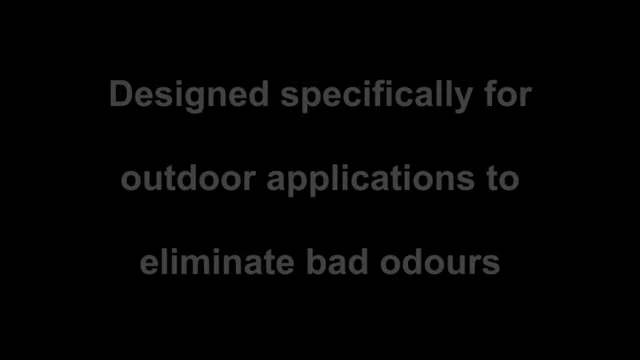 Designed specifically for
outdoor applications to
eliminate bad odours